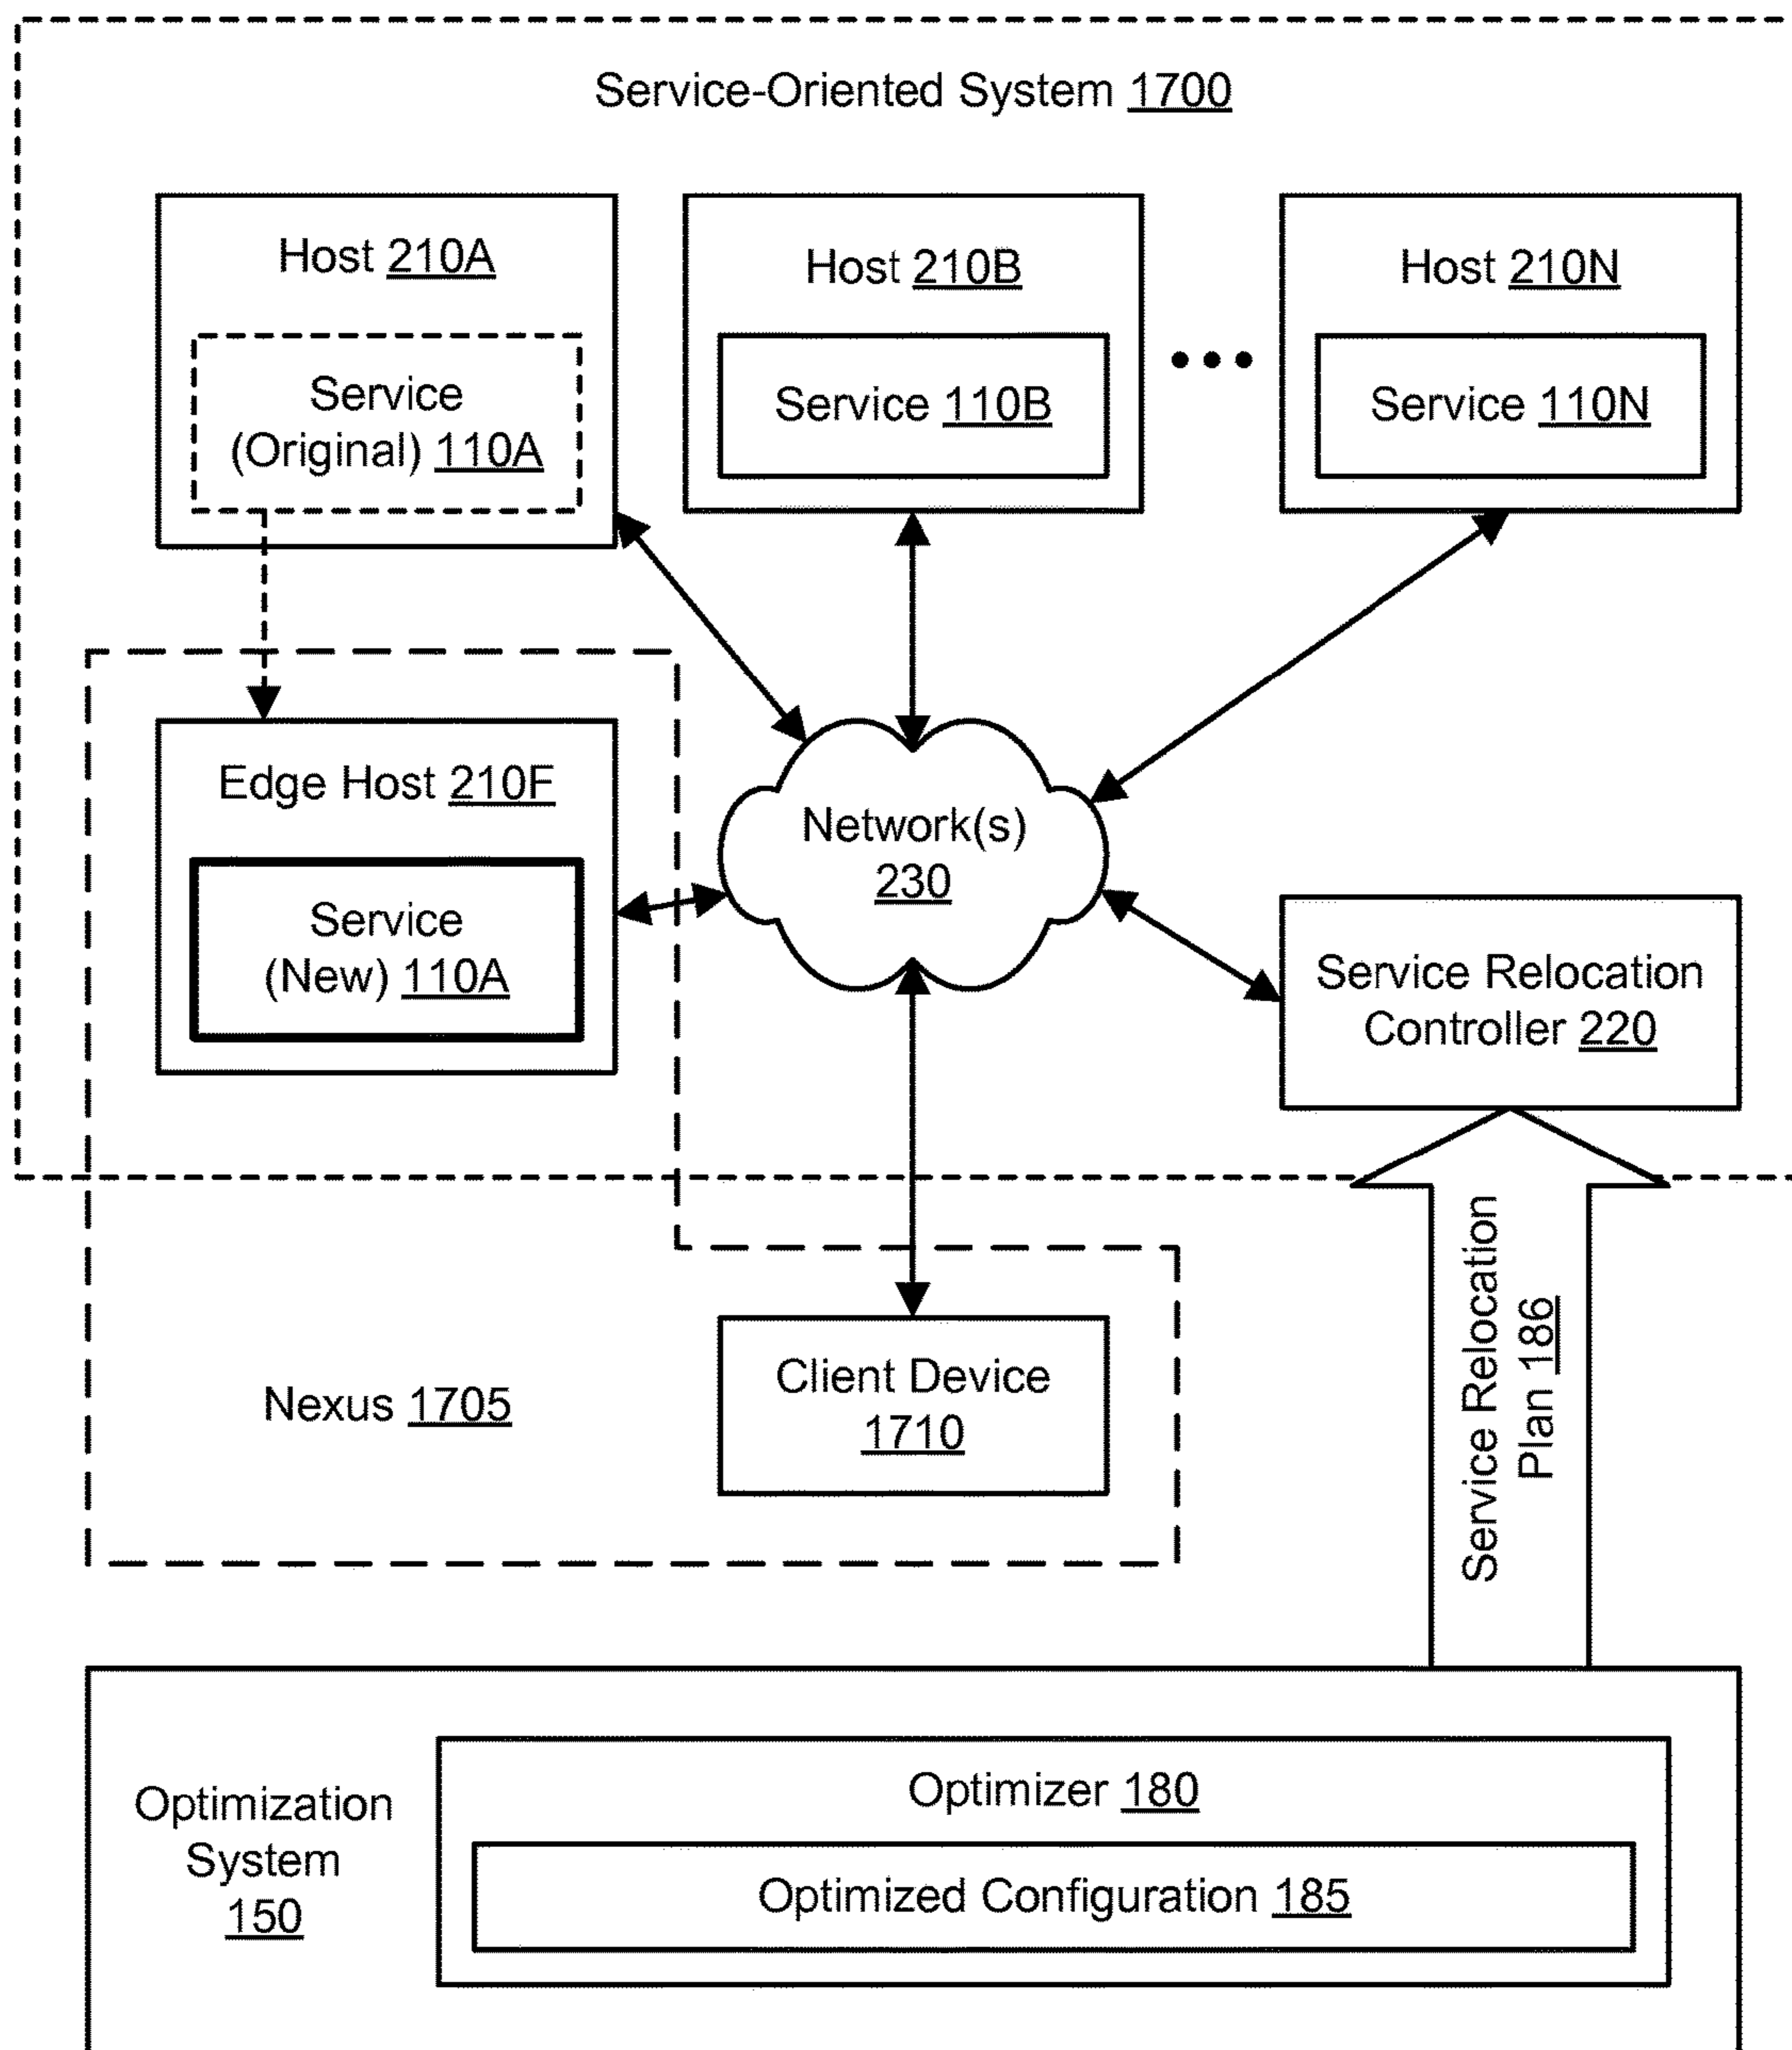 Service-Oriented System 1700
Host 210A
Service
(Original) 110A
Host 210B
Service 110B
Host 210N
Service 110N
Edge Host 210F
Service
(New) 110A
Network(s)
230
Service Relocation
Controller 220
Nexus 1705
Client Device
1710
Service Relocation
Plan 186
Optimization
System
150
Optimizer 180
Optimized Configuration 185